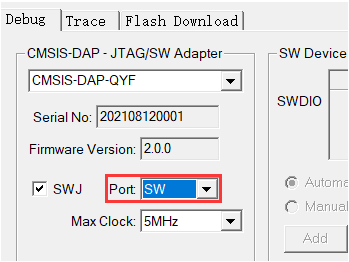 Debug Trace Flash Download
CMSIS-DAP - JTAG/SW Adapter
SW Device
CMSIS-DAP-QYF
SWDIO
Serial No: 202108120001
Firmware Version: 2.0.0
SWJ Port: SW
Automa
Max Clock: 5MHz
Manual
Add